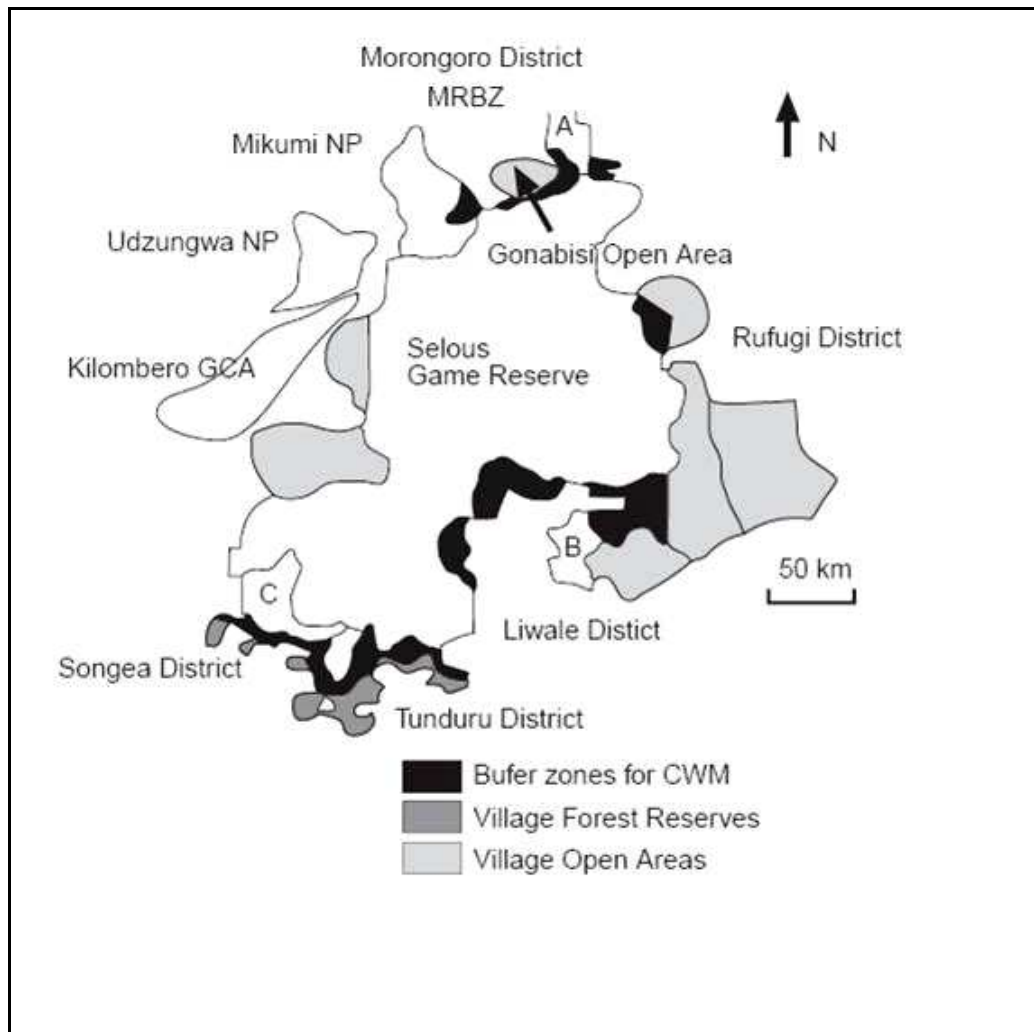 Morongoro District
MRBZ
A
N
Mikumi NP
Udzungwa NP
Gonabisi Open Area
Rufugi District
Kilombero GCA
Selous
Game Reserve
B
50 km
C
Liwale Distict
Songea District
Tunduru District
Bufer zones for CWM
Village Forest Reserves
Village Open Areas